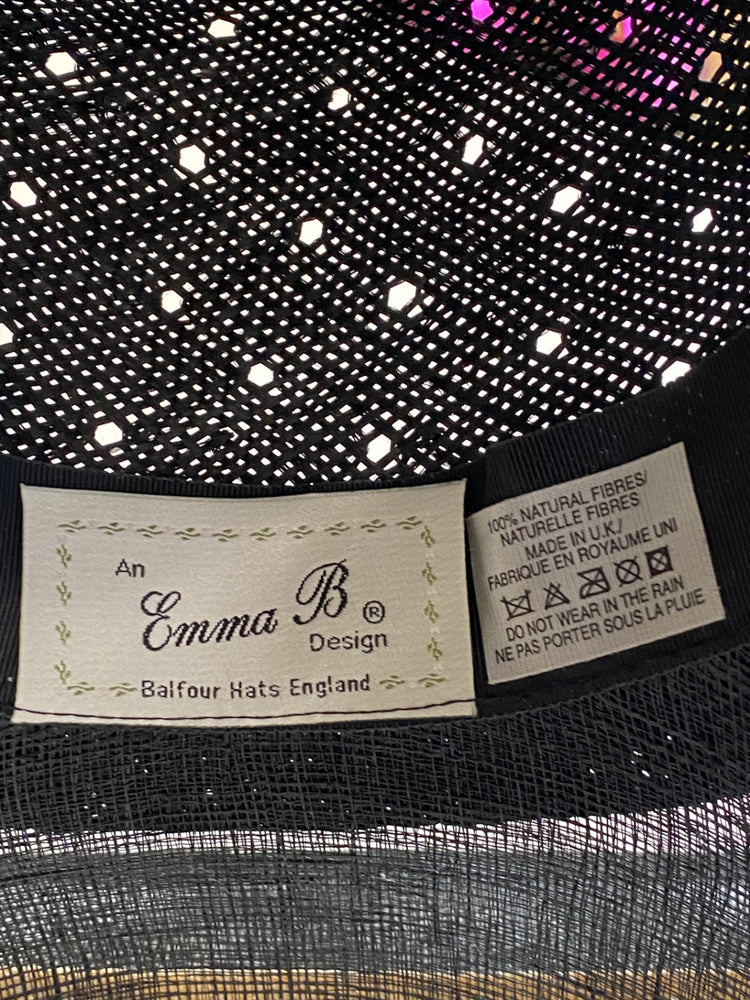 An
Emma B ®
Design
Balfour Hats England
100% NATURAL FIBRES/
NATURELLE FIBRES
MADE IN U.K./
FABRIQUE EN ROYAUME UNI
DO NOT WEAR IN THE RAIN
NE PAS PORTER SOUS LA PLUIE